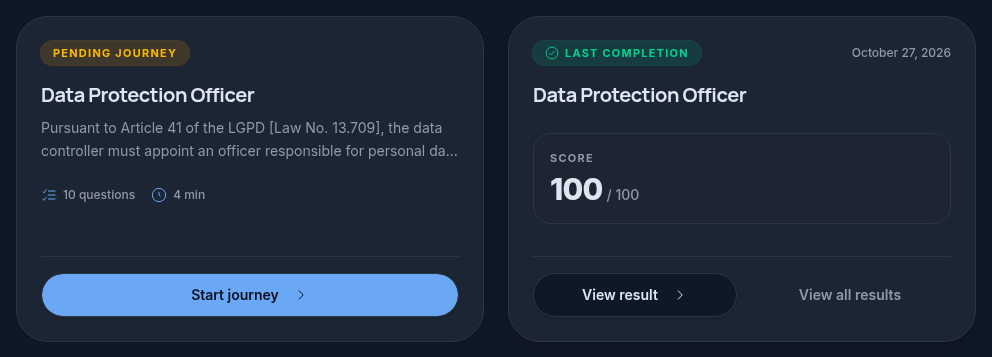 PENDING JOURNEY
Data Protection Officer
Pursuant to Article 41 of the LGPD [Law No. 13.709], the data
controller must appoint an officer responsible for personal da...
10 questions 4 min
Start journey
LAST COMPLETION October 27, 2026
Data Protection Officer
SCORE
100 / 100
View result View all results